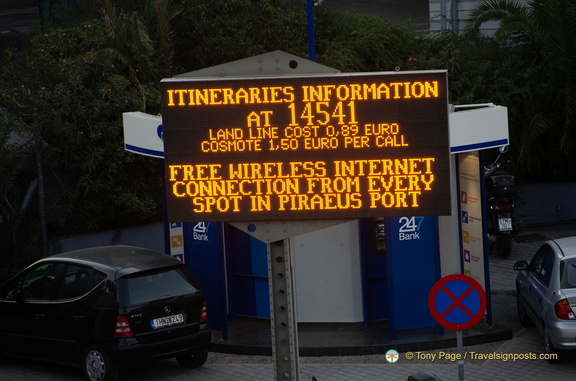 ITINERARIES INFORMATION
AT 14541
LAND LINE COST 0,89 EURO
COSMOTE 1,50 EURO PER CALL
FREE WIRELESS INTERNET
CONNECTION FROM EVERY
SPOT IN PIRAEUS PORT
24
Bank
24
Bank
© Tony Page / Travelsignposts.com